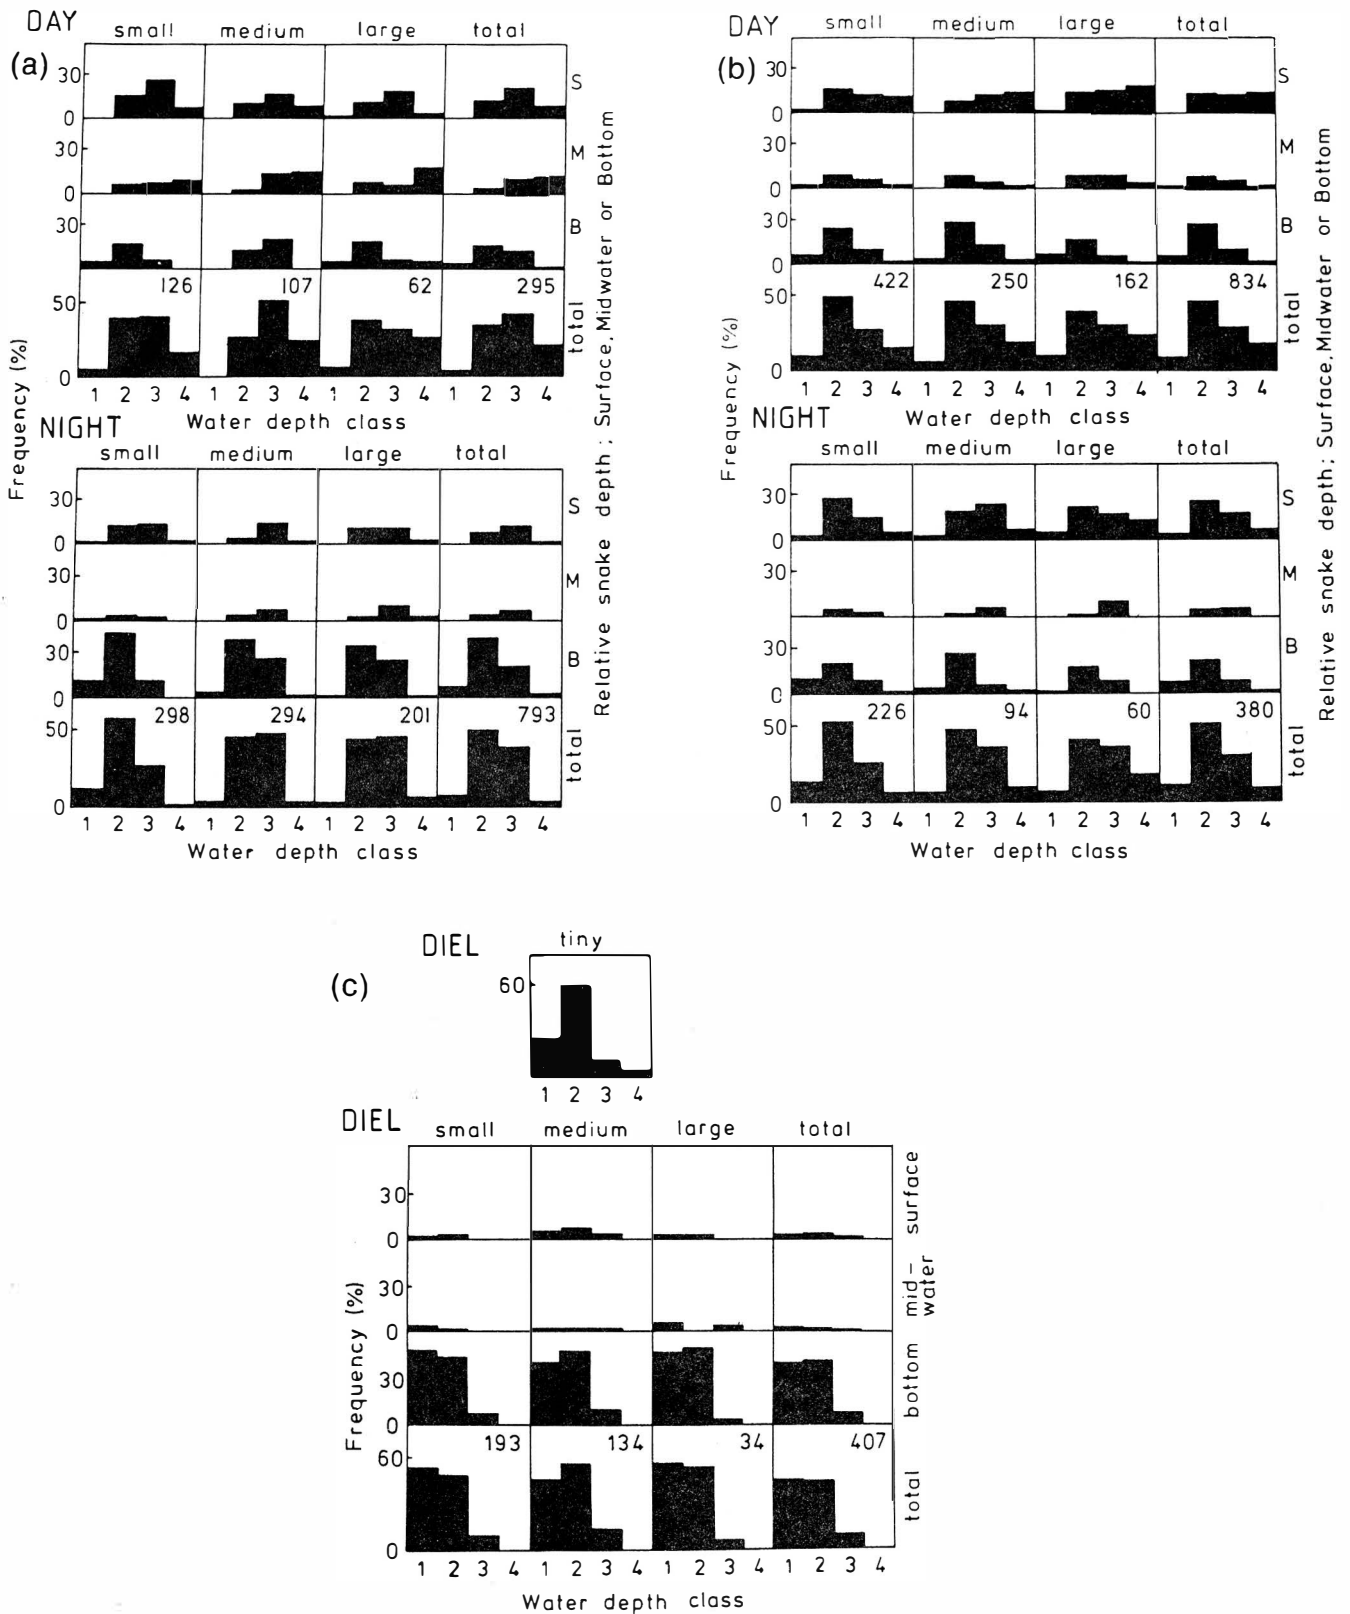 DAY
(a)
small medium large total
30
0
S
30
0
M
30
B
126 107 62 295
50
0
total
1 2 3 4 1 2 3 4 1 2 3 4 1 2 3 4
Water depth class
NIGHT
small medium large total
30
0
S
30
0
M
30
0
B
298 294 201 793
50
0
total
1 2 3 4 1 2 3 4 1 2 3 4 1 2 3 4
Water depth class
Frequency (%)
Relative snake depth; Surface, Midwater or Bottom
DAY
(b)
small medium large total
30
0
S
30
0
M
30
0
B
422 250 162 834
50
0
total
1 2 3 4 1 2 3 4 1 2 3 4 1 2 3 4
Water depth class
NIGHT
small medium large total
30
0
S
30
M
30
0
B
226 94 60 380
50
0
total
1 2 3 4 1 2 3 4 1 2 3 4 1 2 3 4
Water depth class
Frequency (%)
Relative snake depth; Surface, Midwater or Bottom
DIEL
tiny
(c)
60
1 2 3 4
DIEL
small medium large total
30
0
surface
30
0
mid-
water
30
0
bottom
193 134 34 407
60
0
total
1 2 3 4 1 2 3 4 1 2 3 4 1 2 3 4
Water depth class
Frequency (%)